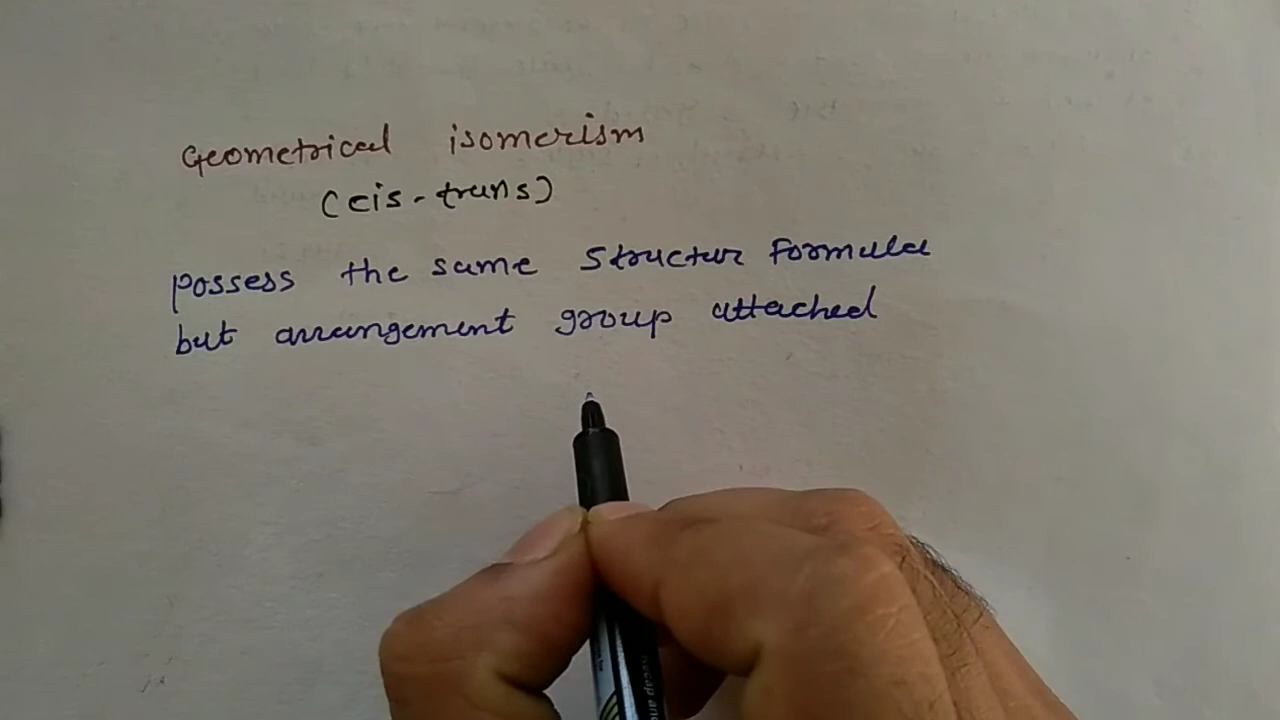 Geometrical isomerism
(cis-trans)
possess the same structur formula
but arrangement group attached